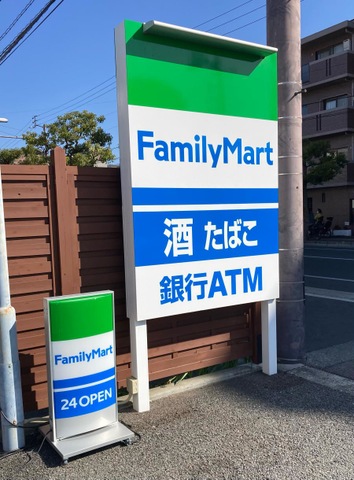 FamilyMart
酒 たばこ
銀行ATM
FamilyMart
24 OPEN